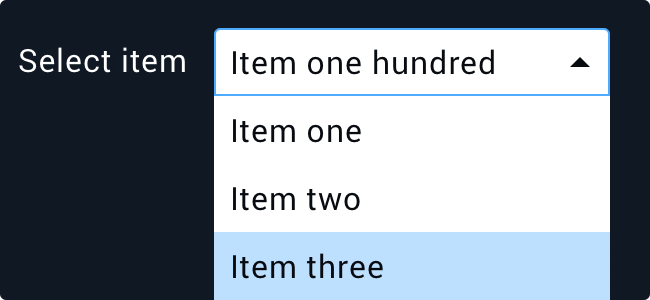 Select item
Item one hundred
Item one
Item two
Item three